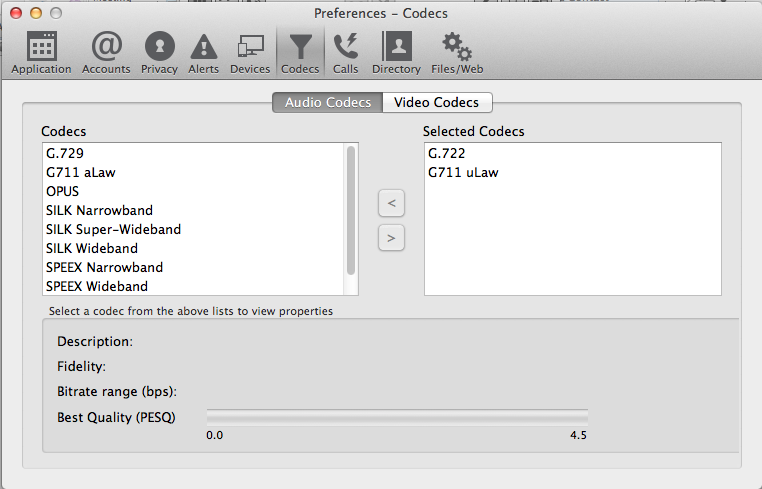 Preferences – Codecs
Application Accounts Privacy Alerts Devices Codecs Calls Directory Files/Web
Audio Codecs Video Codecs
Codecs
G.729
G711 aLaw
OPUS
SILK Narrowband
SILK Super-Wideband
SILK Wideband
SPEEX Narrowband
SPEEX Wideband
<
>
Selected Codecs
G.722
G711 uLaw
Select a codec from the above lists to view properties
Description:
Fidelity:
Bitrate range (bps):
Best Quality (PESQ)
0.0 4.5